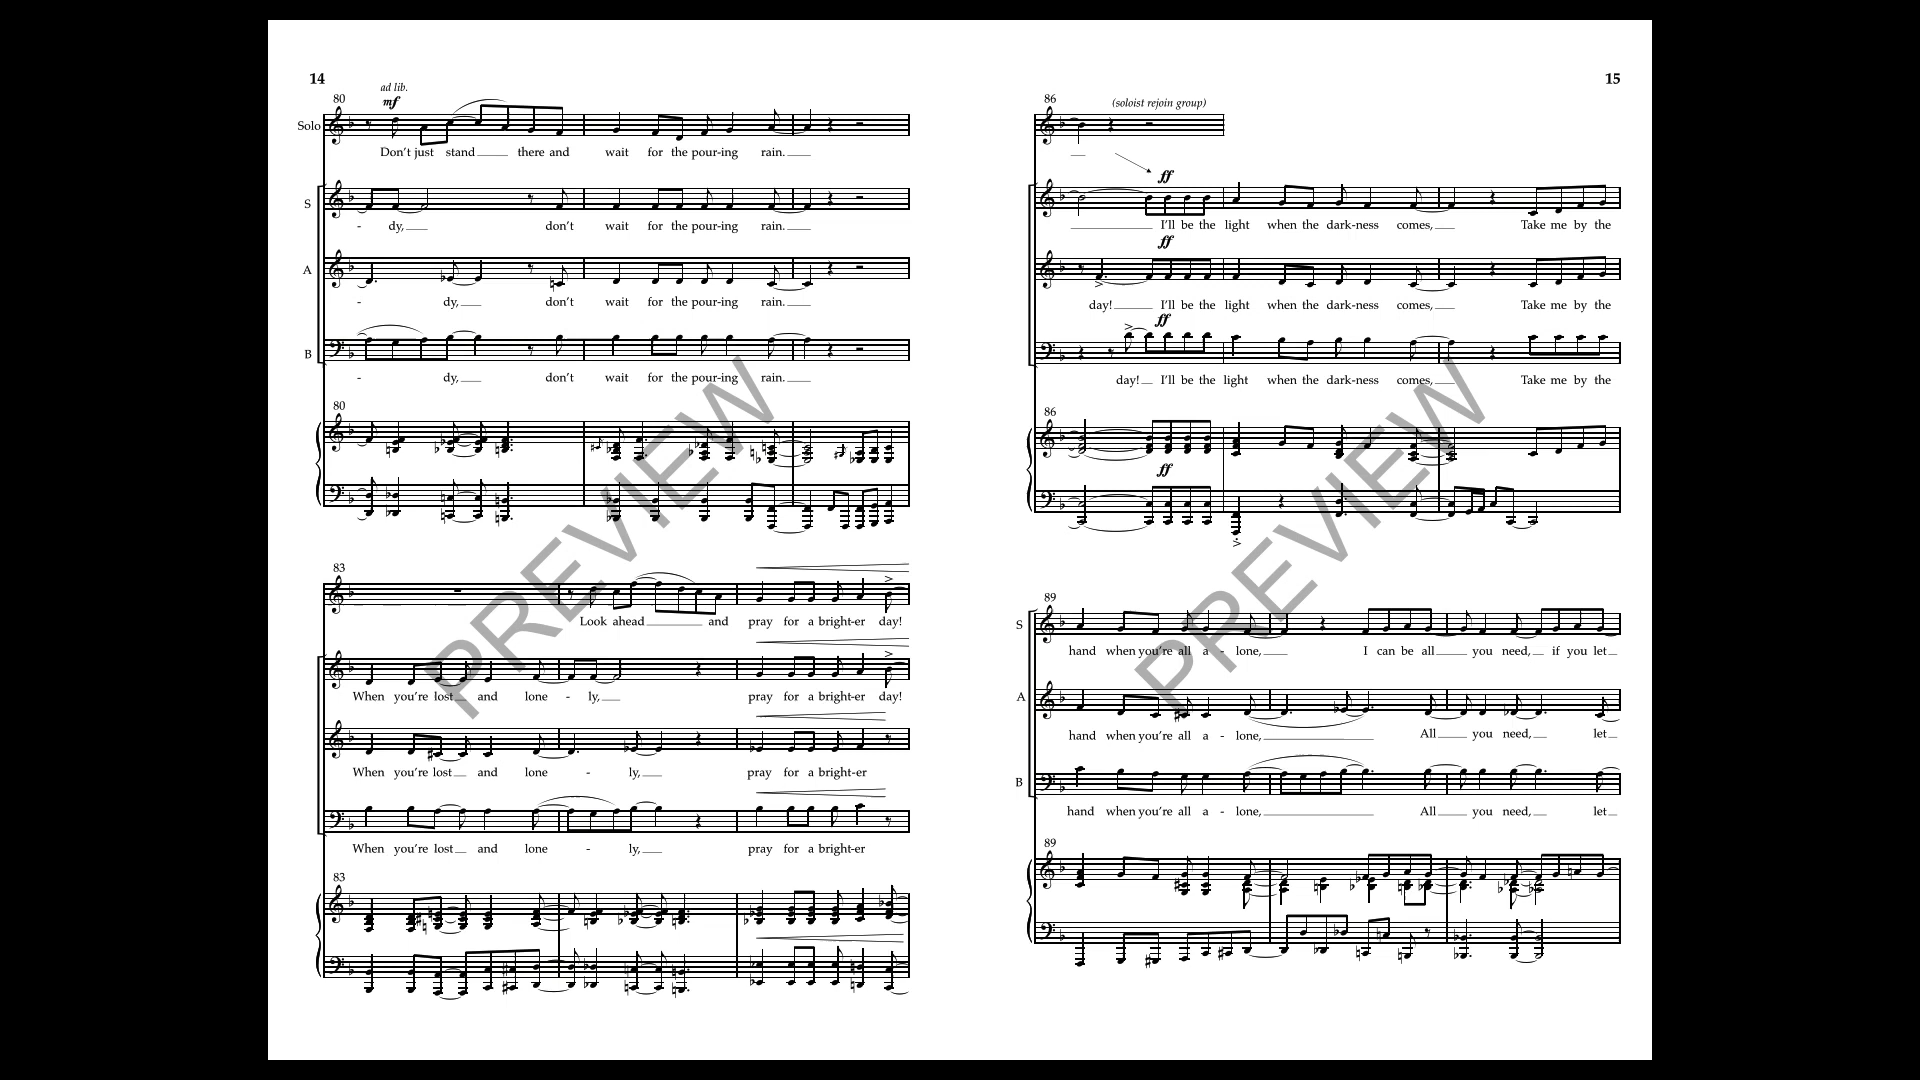 14
80
ad lib.
mf
Solo
Don't just stand there and wait for the pour-ing rain.
S
- dy, don't wait for the pour-ing rain.
A
- dy, don't wait for the pour-ing rain.
B
- dy, don't wait for the pour-ing rain.
80
83
Look ahead and pray for a bright-er day!
When you're lost and lone - ly, pray for a bright-er day!
When you're lost and lone - ly, pray for a bright-er
When you're lost and lone - ly, pray for a bright-er
83
PREVIEW
15
86
(soloist rejoin group)
ff
I'll be the light when the dark-ness comes, Take me by the
ff
day! I'll be the light when the dark-ness comes, Take me by the
ff
day! I'll be the light when the dark-ness comes, Take me by the
86
ff
89
S
hand when you're all a - lone, I can be all you need, if you let
A
hand when you're all a - lone, All you need, let
B
hand when you're all a - lone, All you need, let
89
PREVIEW